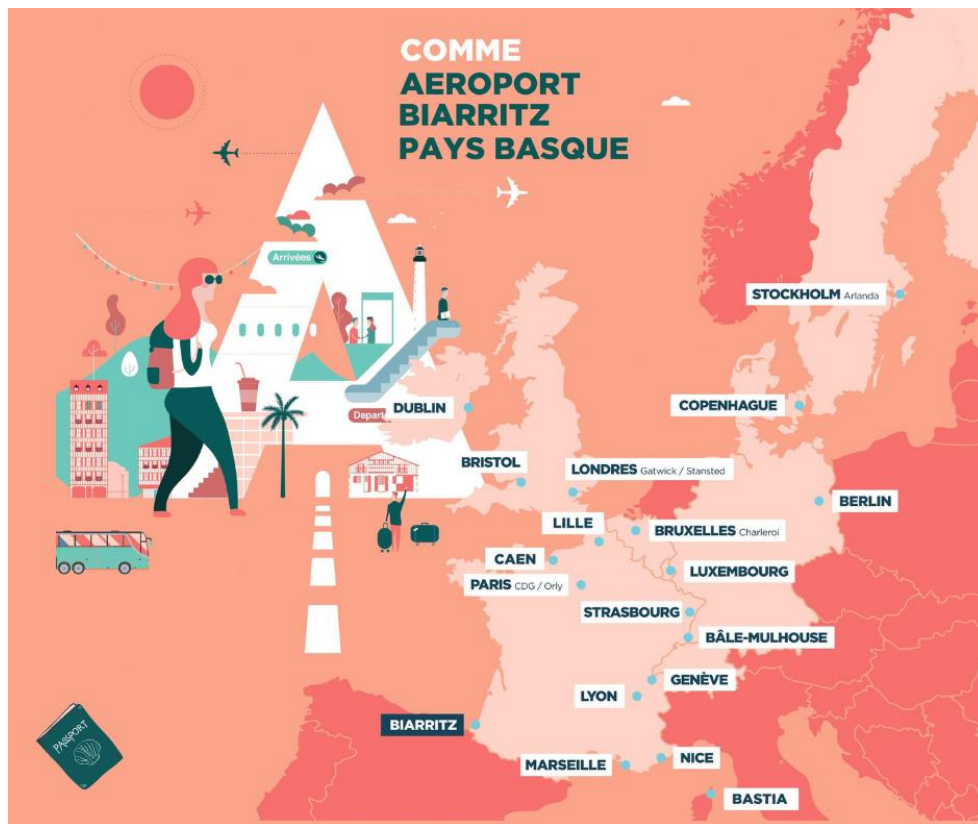 COMME
AEROPORT
BIARRITZ
PAYS BASQUE
Arrivées
STOCKHOLM Arlanda
Depart
DUBLIN
COPENHAGUE
BRISTOL
LONDRES Gatwick / Stansted
BERLIN
LILLE
BRUXELLES Charleroi
CAEN
LUXEMBOURG
PARIS CDG / Orly
STRASBOURG
BÂLE-MULHOUSE
GENÈVE
LYON
BIARRITZ
PASSPORT
MARSEILLE
NICE
BASTIA